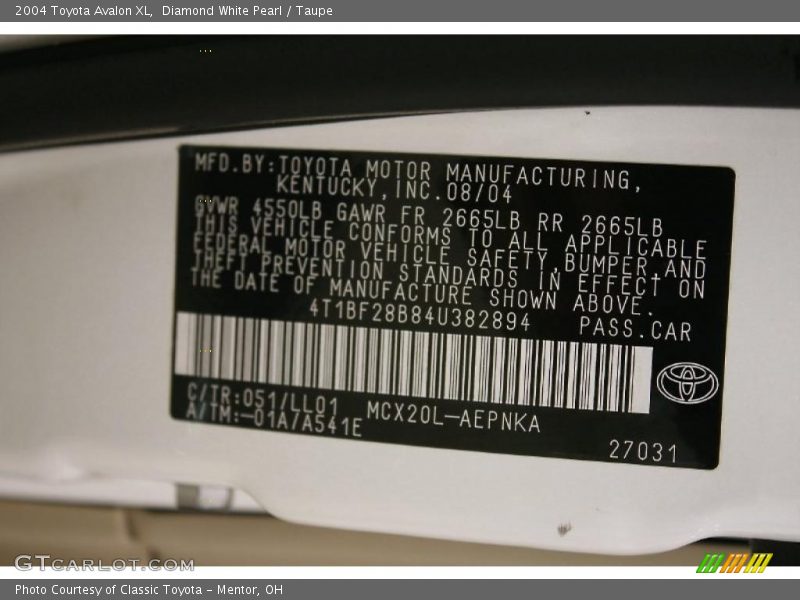 2004 Toyota Avalon XL, Diamond White Pearl / Taupe
MFD.BY:TOYOTA MOTOR MANUFACTURING,
KENTUCKY,INC.08/04
GVWR 4550LB GAWR FR 2665LB RR 2665LB
THIS VEHICLE CONFORMS TO ALL APPLICABLE
FEDERAL MOTOR VEHICLE SAFETY,BUMPER,AND
THEFT PREVENTION STANDARDS IN EFFECT ON
THE DATE OF MANUFACTURE SHOWN ABOVE.
4T1BF28B84U382894 PASS.CAR
C/TR:051/LL01 MCX20L-AEPNKA
A/TM:-01A/A541E
27031
GTCARLOT.COM
Photo Courtesy of Classic Toyota - Mentor, OH